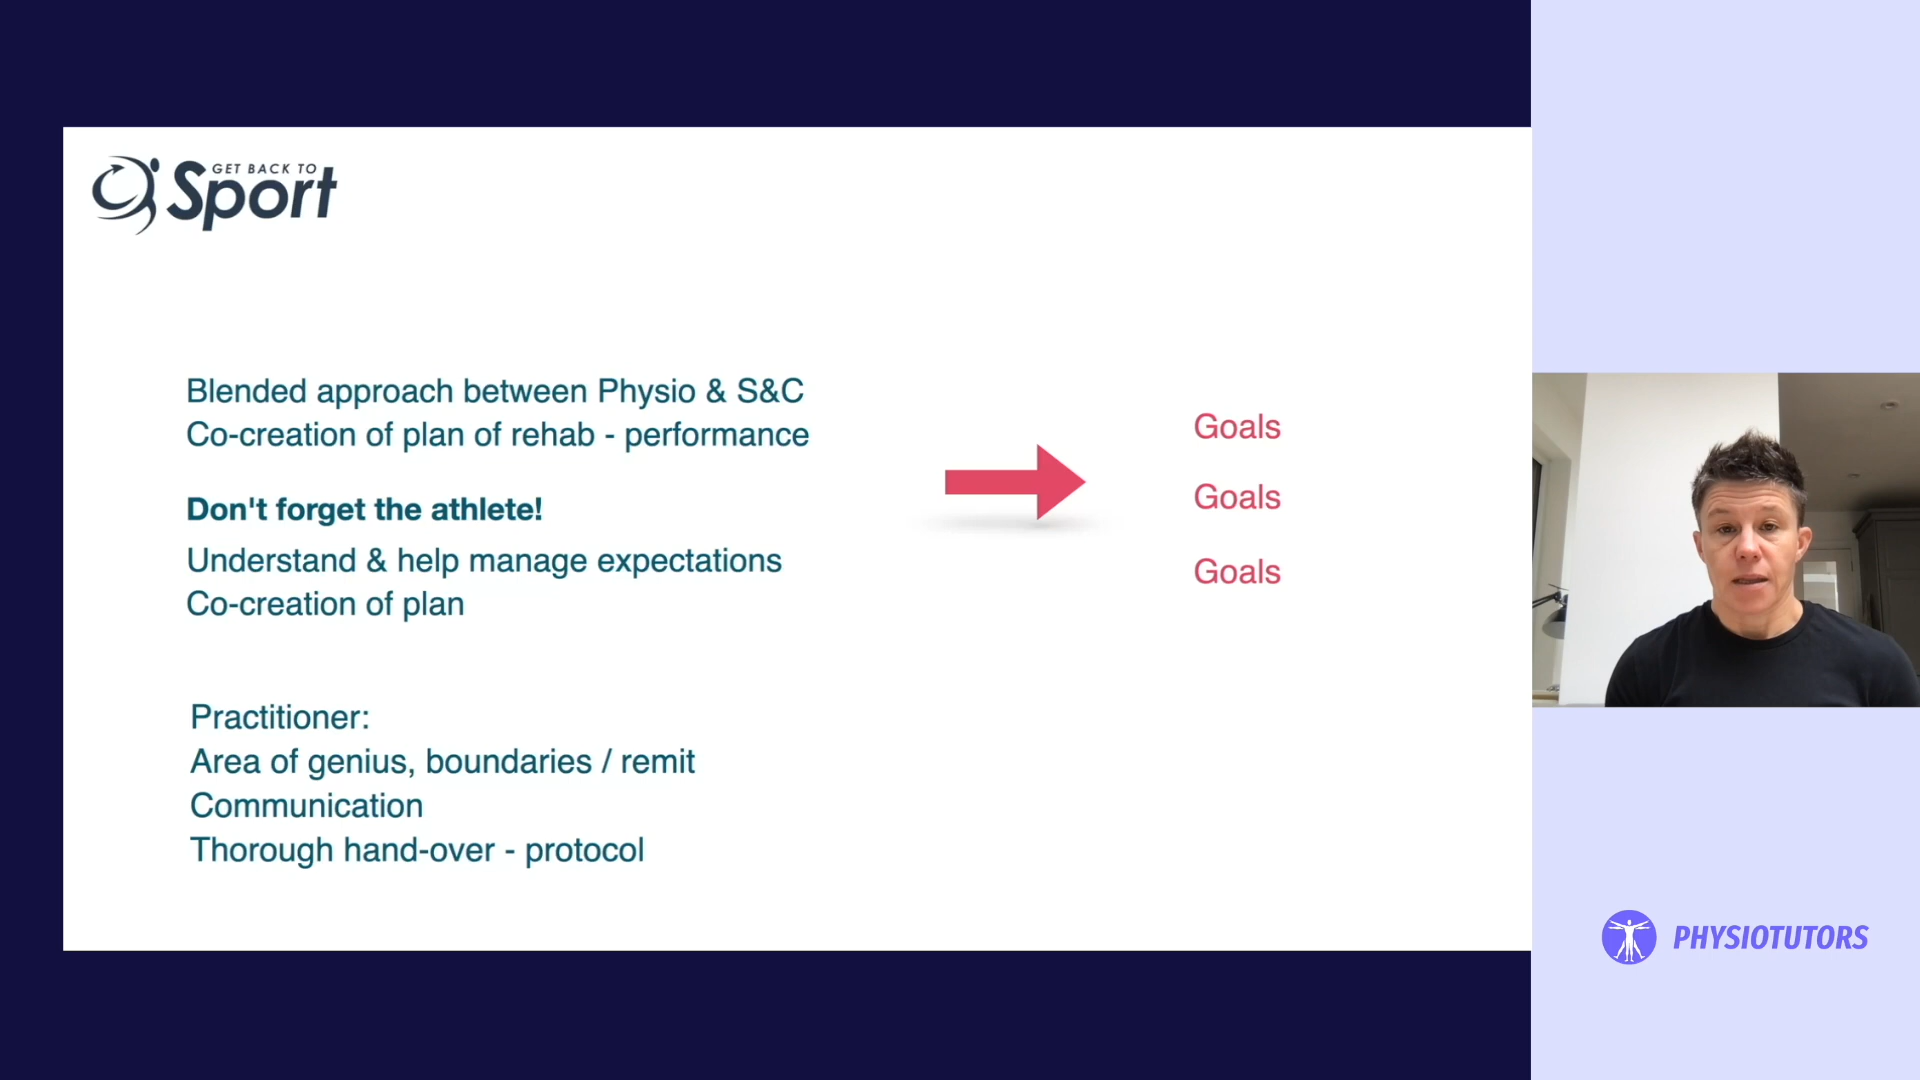 GET BACK TO
Sport
Blended approach between Physio & S&C
Co-creation of plan of rehab - performance
Don't forget the athlete!
Understand & help manage expectations
Co-creation of plan
Practitioner:
Area of genius, boundaries / remit
Communication
Thorough hand-over - protocol
Goals
Goals
Goals
PHYSIOTUTORS